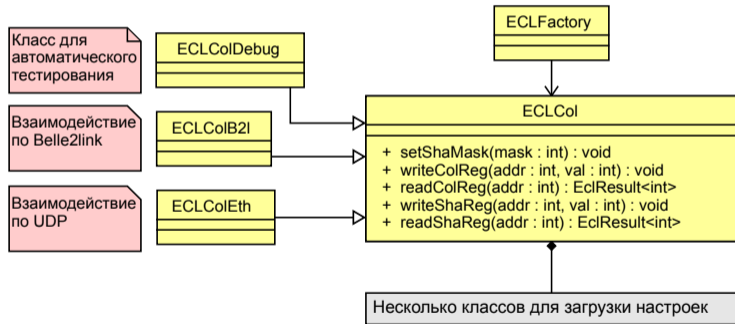 ECLFactory
Класс для
автоматического
тестирования
ECLColDebug
ECLCol
Взаимодействие
по Belle2link
ECLColB2l
+ setShaMask(mask : int) : void
+ writeColReg(addr : int, val : int) : void
+ readColReg(addr : int) : EclResult<int>
+ writeShaReg(addr : int, val : int) : void
+ readShaReg(addr : int) : EclResult<int>
Взаимодействие
по UDP
ECLColEth
Несколько классов для загрузки настроек